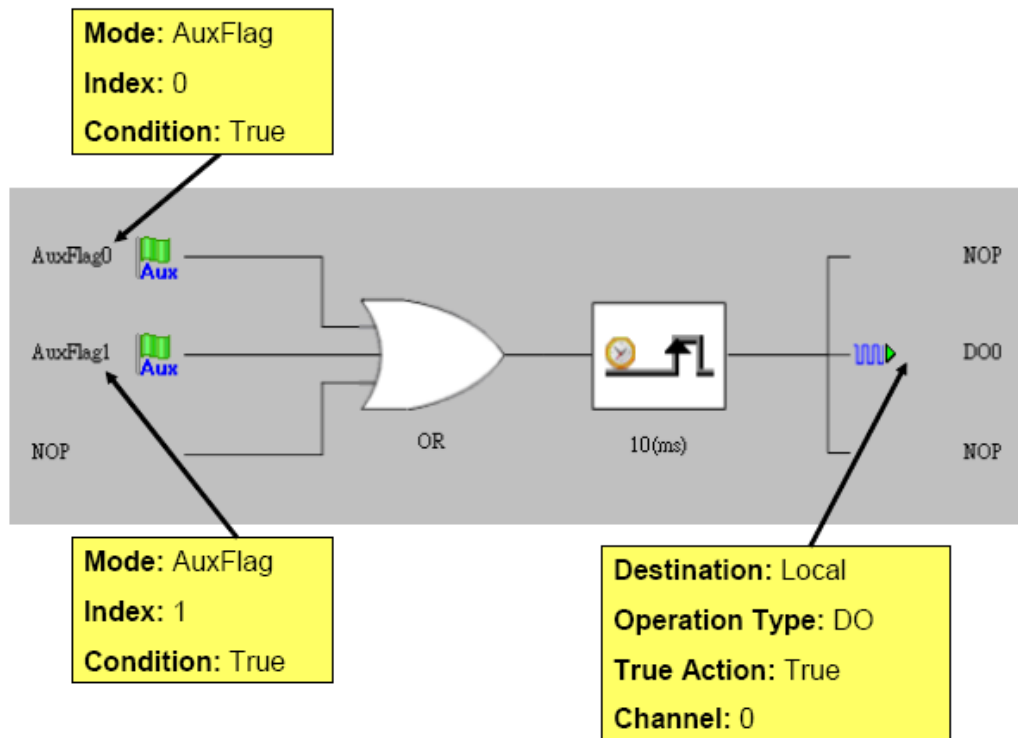 Mode: AuxFlag
Index: 0
Condition: True
AuxFlag0
Aux
NOP
AuxFlag1
Aux
DO0
NOP
OR
10(ms)
NOP
Mode: AuxFlag
Index: 1
Condition: True
Destination: Local
Operation Type: DO
True Action: True
Channel: 0